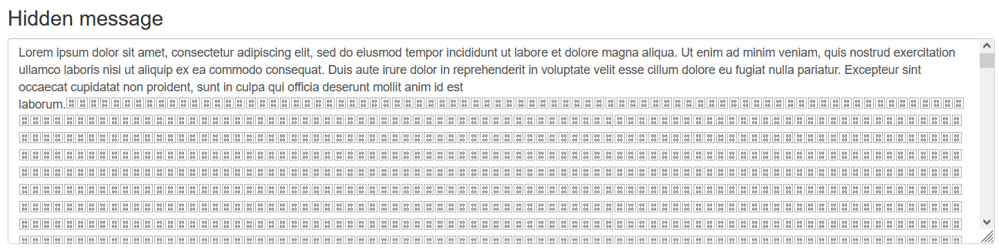 Hidden message
Lorem ipsum dolor sit amet, consectetur adipiscing elit, sed do eiusmod tempor incididunt ut labore et dolore magna aliqua. Ut enim ad minim veniam, quis nostrud exercitation
ullamco laboris nisi ut aliquip ex ea commodo consequat. Duis aute irure dolor in reprehenderit in voluptate velit esse cillum dolore eu fugiat nulla pariatur. Excepteur sint
occaecat cupidatat non proident, sunt in culpa qui officia deserunt mollit anim id est
laborum.